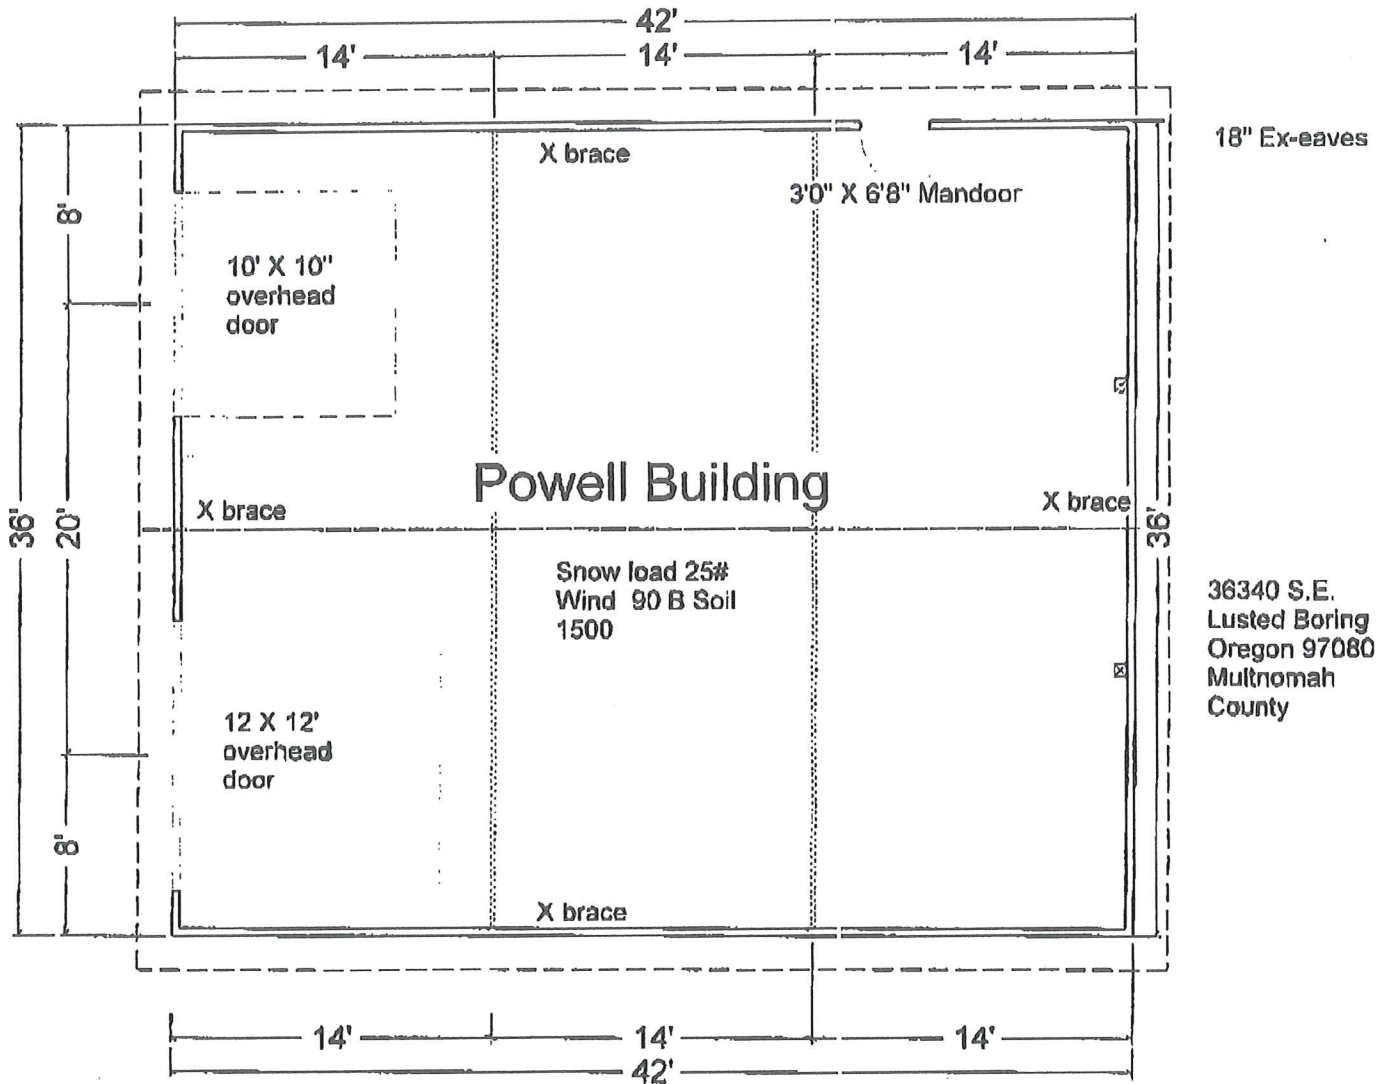 42'
14' 14' 14'
18" Ex-eaves
X brace
3'0" X 6'8" Mandoor
8'
10' X 10"
overhead
door
Powell Building
X brace
X brace
36'
20'
36'
Snow load 25#
Wind 90 B Soil
1500
36340 S.E.
Lusted Boring
Oregon 97080
Multnomah
County
12 X 12'
overhead
door
8'
X brace
14' 14' 14'
42'